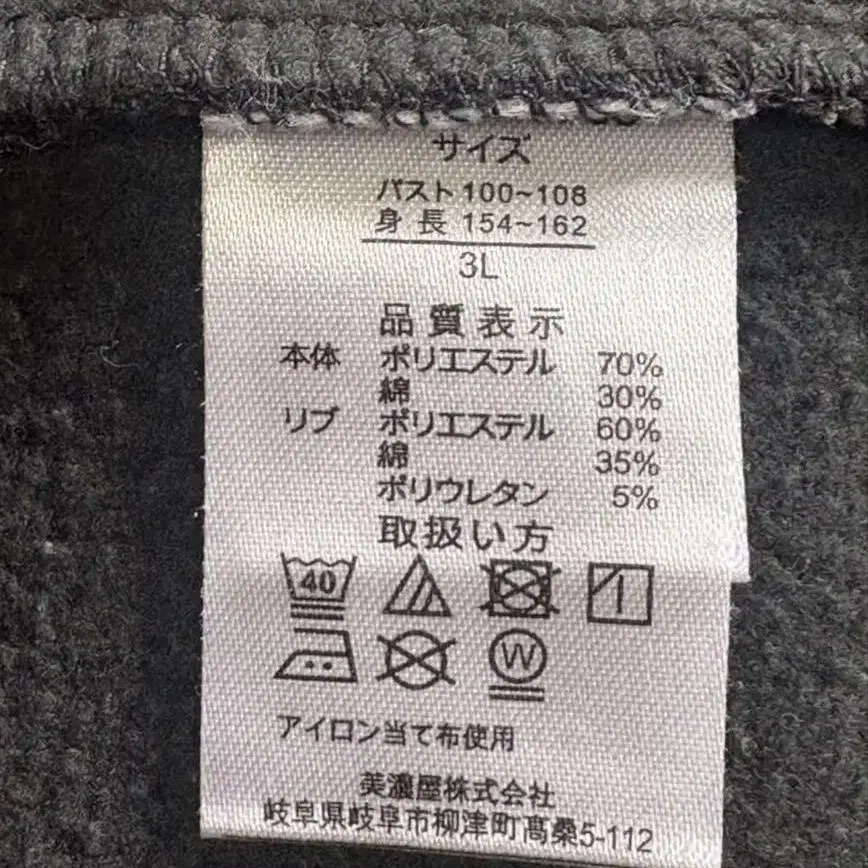 サイズ
バスト 100~108
身長 154~162
3L
品質表示
本体 ポリエステル 70%
綿 30%
リブ ポリエステル 60%
綿 35%
ポリウレタン 5%
取扱い方
40
W
アイロン当て布使用
美濃屋株式会社
岐阜県岐阜市柳津町高桑5-112